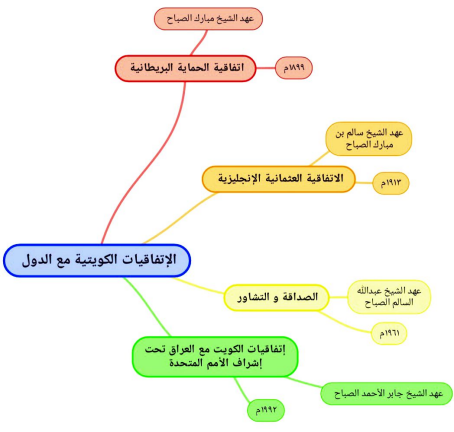 عهد الشيخ مبارك الصباح
اتفاقية الحماية البريطانية
١٨٩٩م
عهد الشيخ سالم بن
مبارك الصباح
الاتفاقية العثمانية الإنجليزية
١٩١٣م
الإتفاقيات الكويتية مع الدول
الصداقة و التشاور
عهد الشيخ عبدالله
السالم الصباح
١٩٦١م
إتفاقيات الكويت مع العراق تحت
إشراف الأمم المتحدة
عهد الشيخ جابر الأحمد الصباح
١٩٩٢م